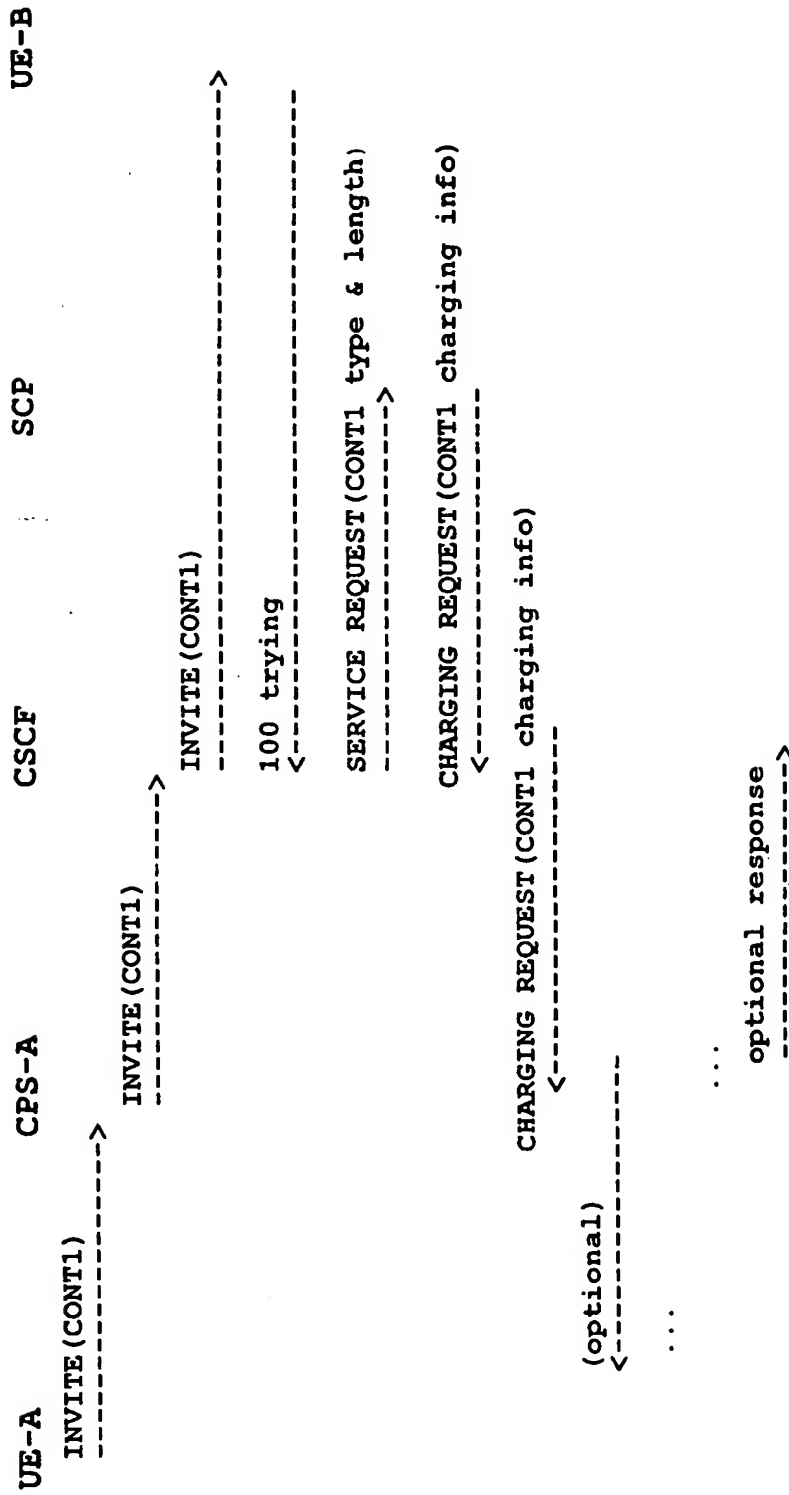 UE-A CPS-A CSCF SCP UE-B
INVITE(CONT1)
--------------------->
INVITE(CONT1)
--------------------->
INVITE(CONT1)
--------------------------------------------->
100 trying
<---------------------------------------------
SERVICE REQUEST(CONT1 type & length)
------------------------>
CHARGING REQUEST(CONT1 charging info)
<------------------------
CHARGING REQUEST(CONT1 charging info)
<------------------------
(optional)
<---------------------
...
...
optional response
--------------------->